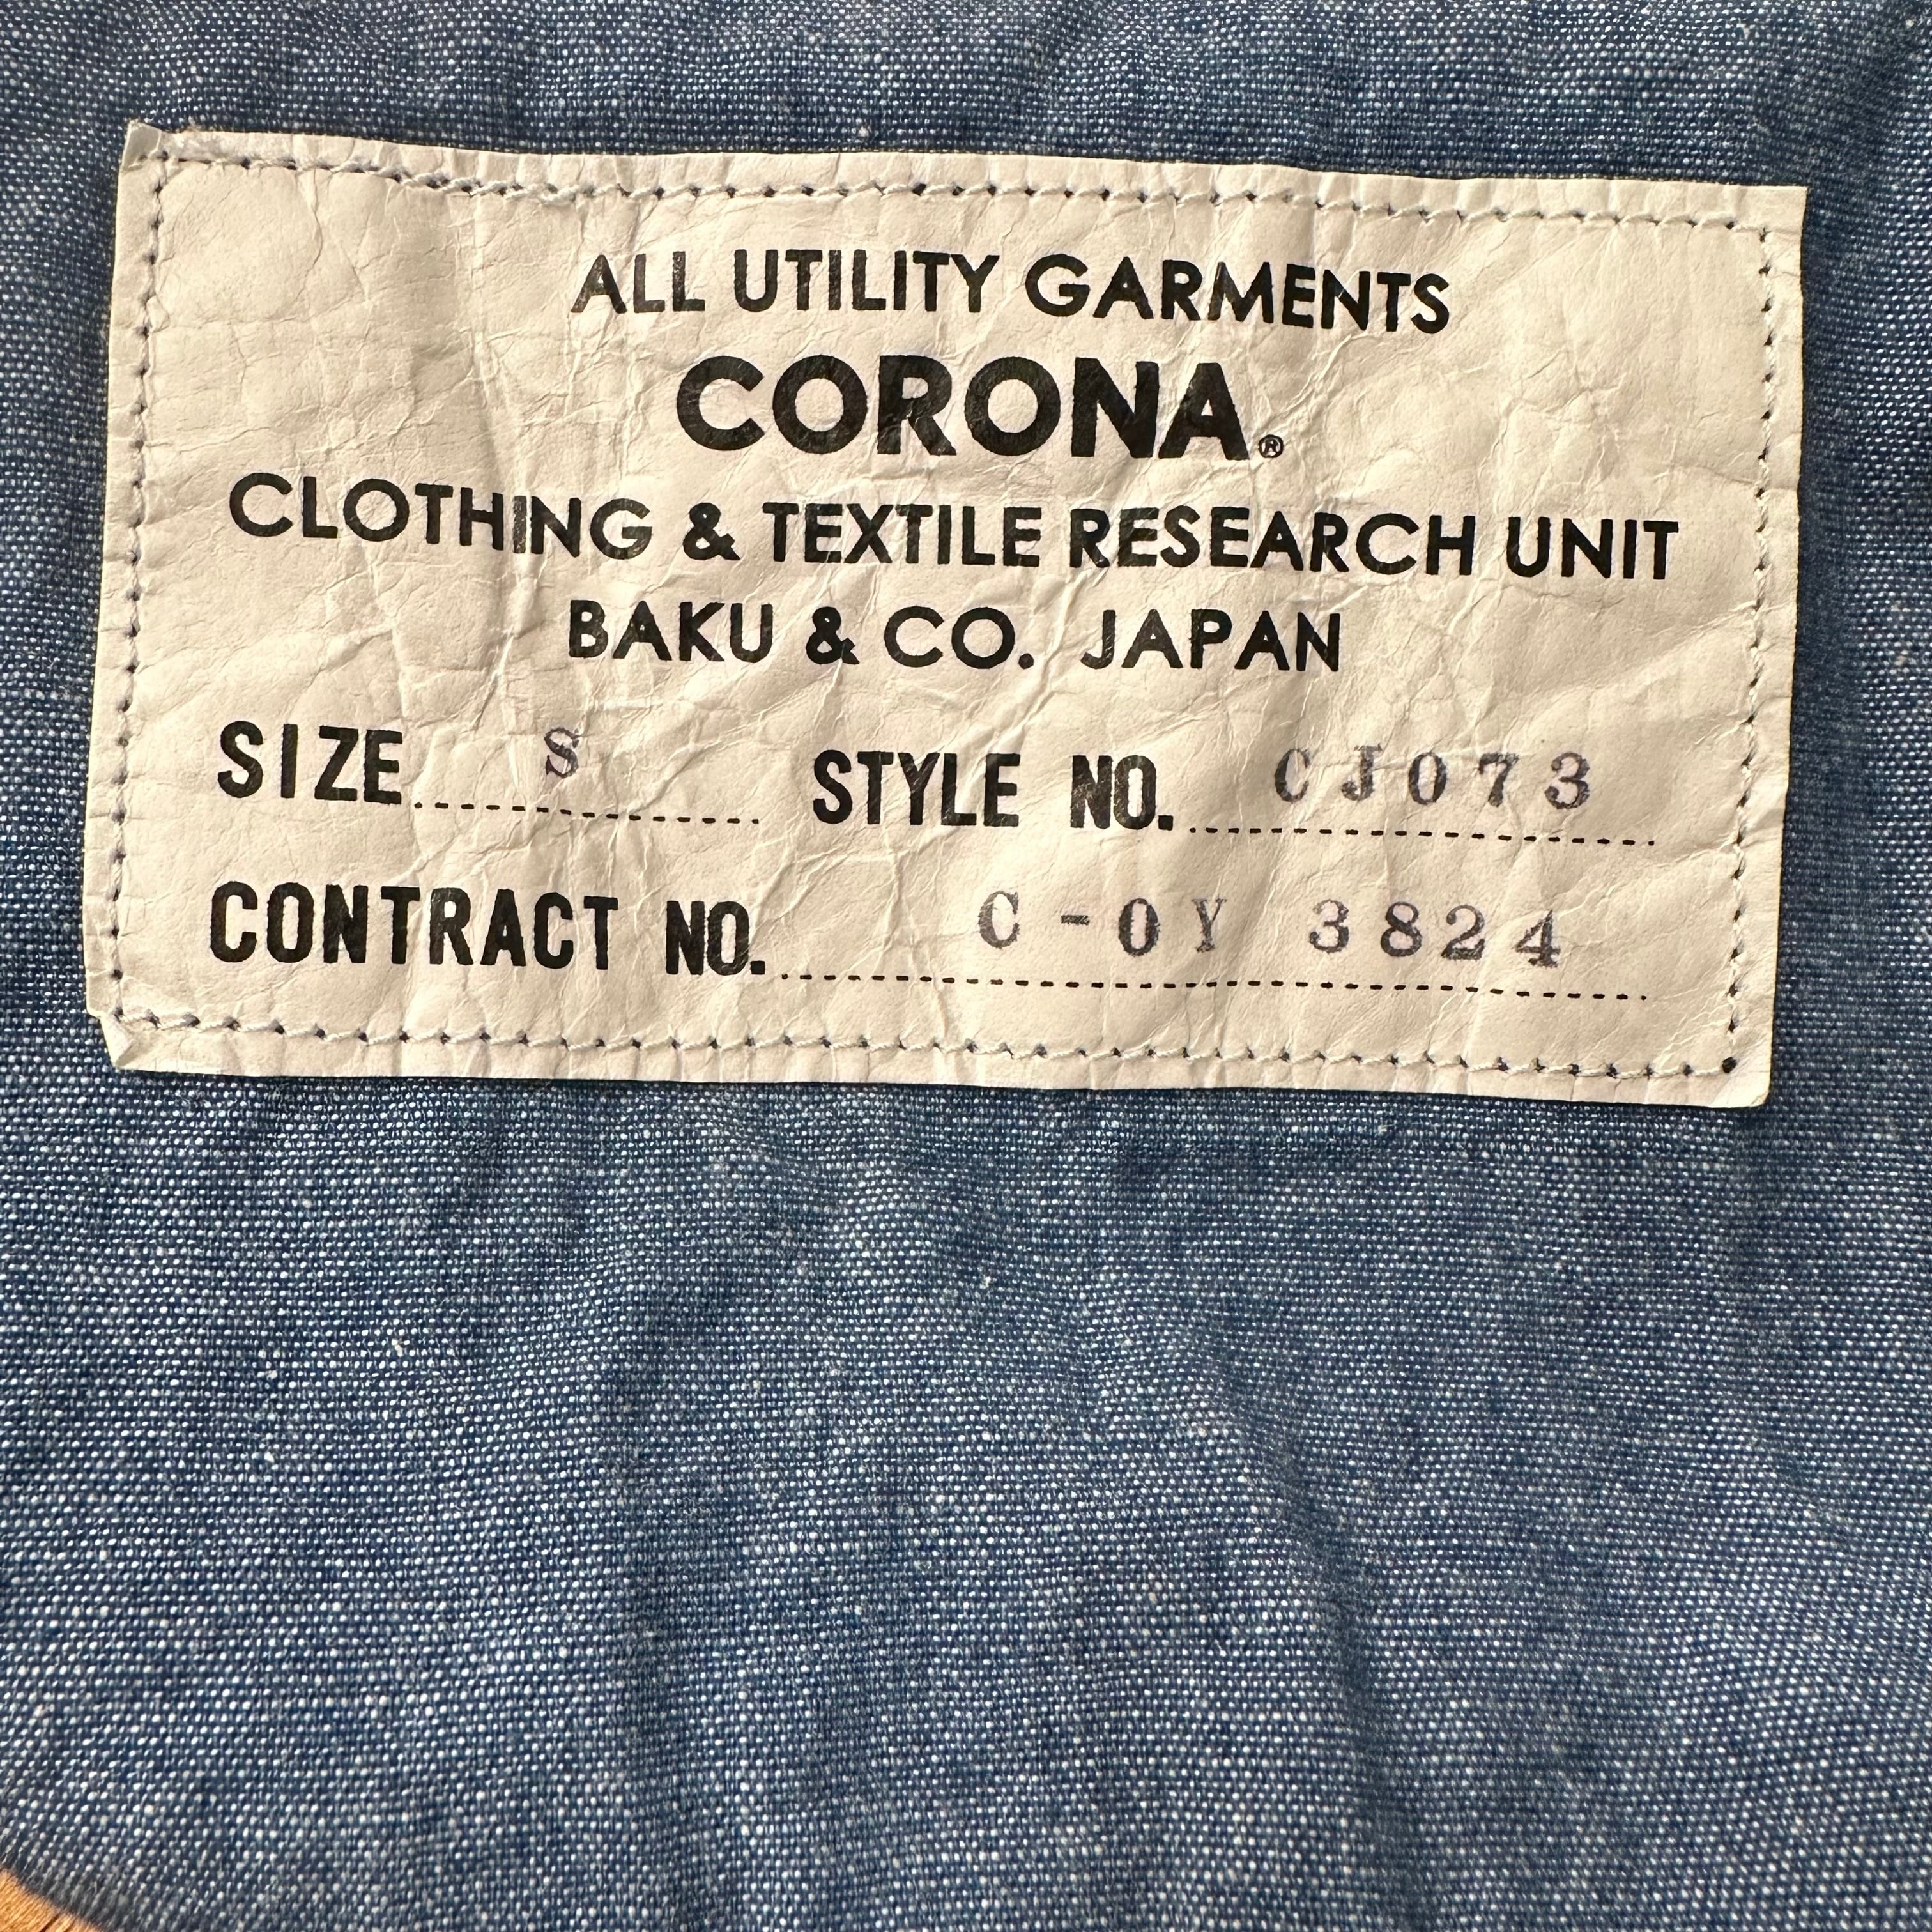 ALL UTILITY GARMENTS
CORONA®
CLOTHING & TEXTILE RESEARCH UNIT
BAKU & CO. JAPAN
SIZE S STYLE NO. CJ073
CONTRACT NO. C-0Y 3824